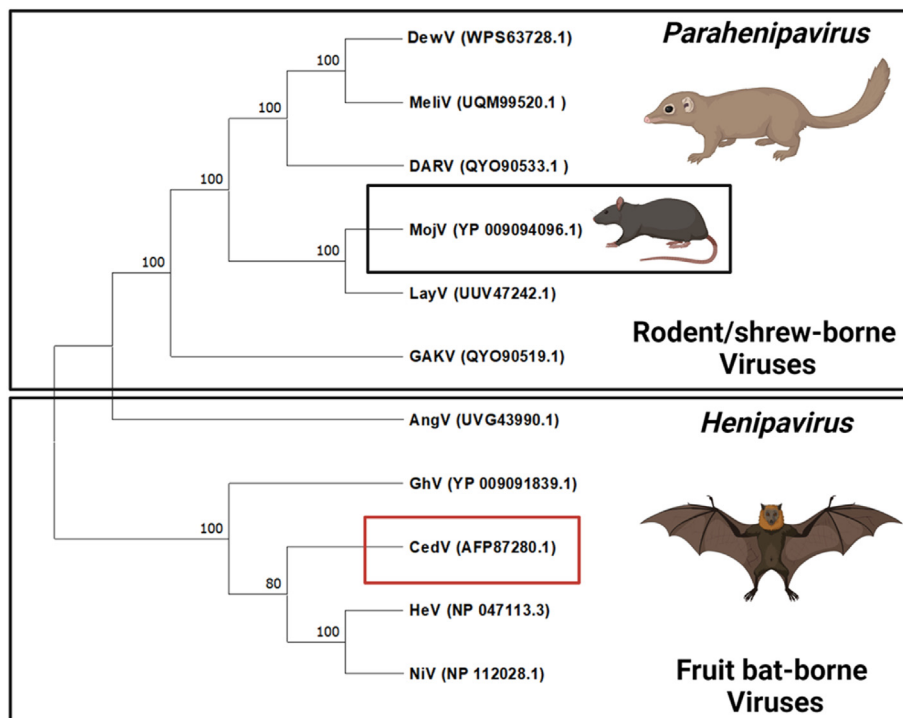 DewV (WPS63728.1)
Parahenipavirus
100
MeliV (UQM99520.1 )
100
DARV (QYO90533.1 )
100
MojV (YP 009094096.1)
100
LayV (UUV47242.1)
100
Rodent/shrew-borne
Viruses
GAKV (QYO90519.1)
AngV (UVG43990.1)
Henipavirus
GhV (YP 009091839.1)
100
CedV (AFP87280.1)
80
HeV (NP 047113.3)
100
NiV (NP 112028.1)
Fruit bat-borne
Viruses